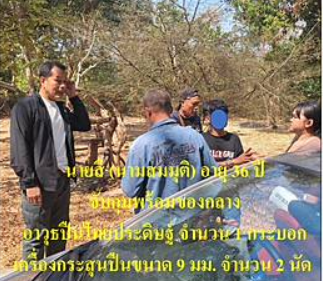 นายสี (นามสมมุติ) อายุ 36 ปี
จับกุมพร้อมของกลาง
อาวุธปืนไทยประดิษฐ์ จำนวน 1 กระบอก
เครื่องกระสุนปืนขนาด 9 มม. จำนวน 2 นัด